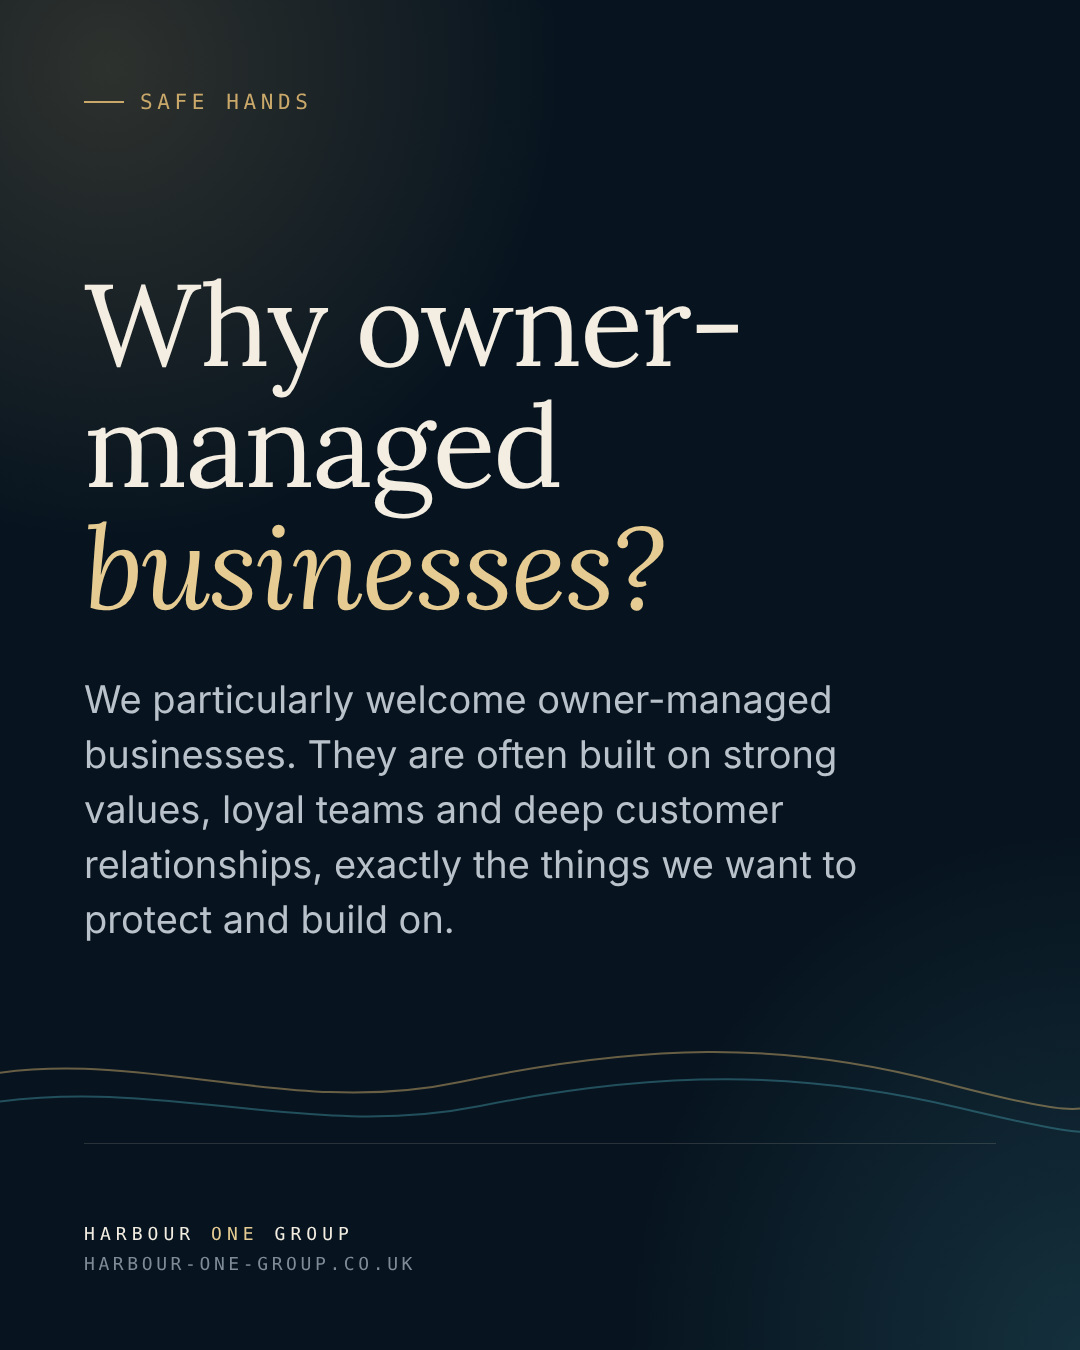 SAFE HANDS
Why owner-
managed
businesses?
We particularly welcome owner-managed
businesses. They are often built on strong
values, loyal teams and deep customer
relationships, exactly the things we want to
protect and build on.
HARBOUR ONE GROUP
HARBOUR-ONE-GROUP.CO.UK